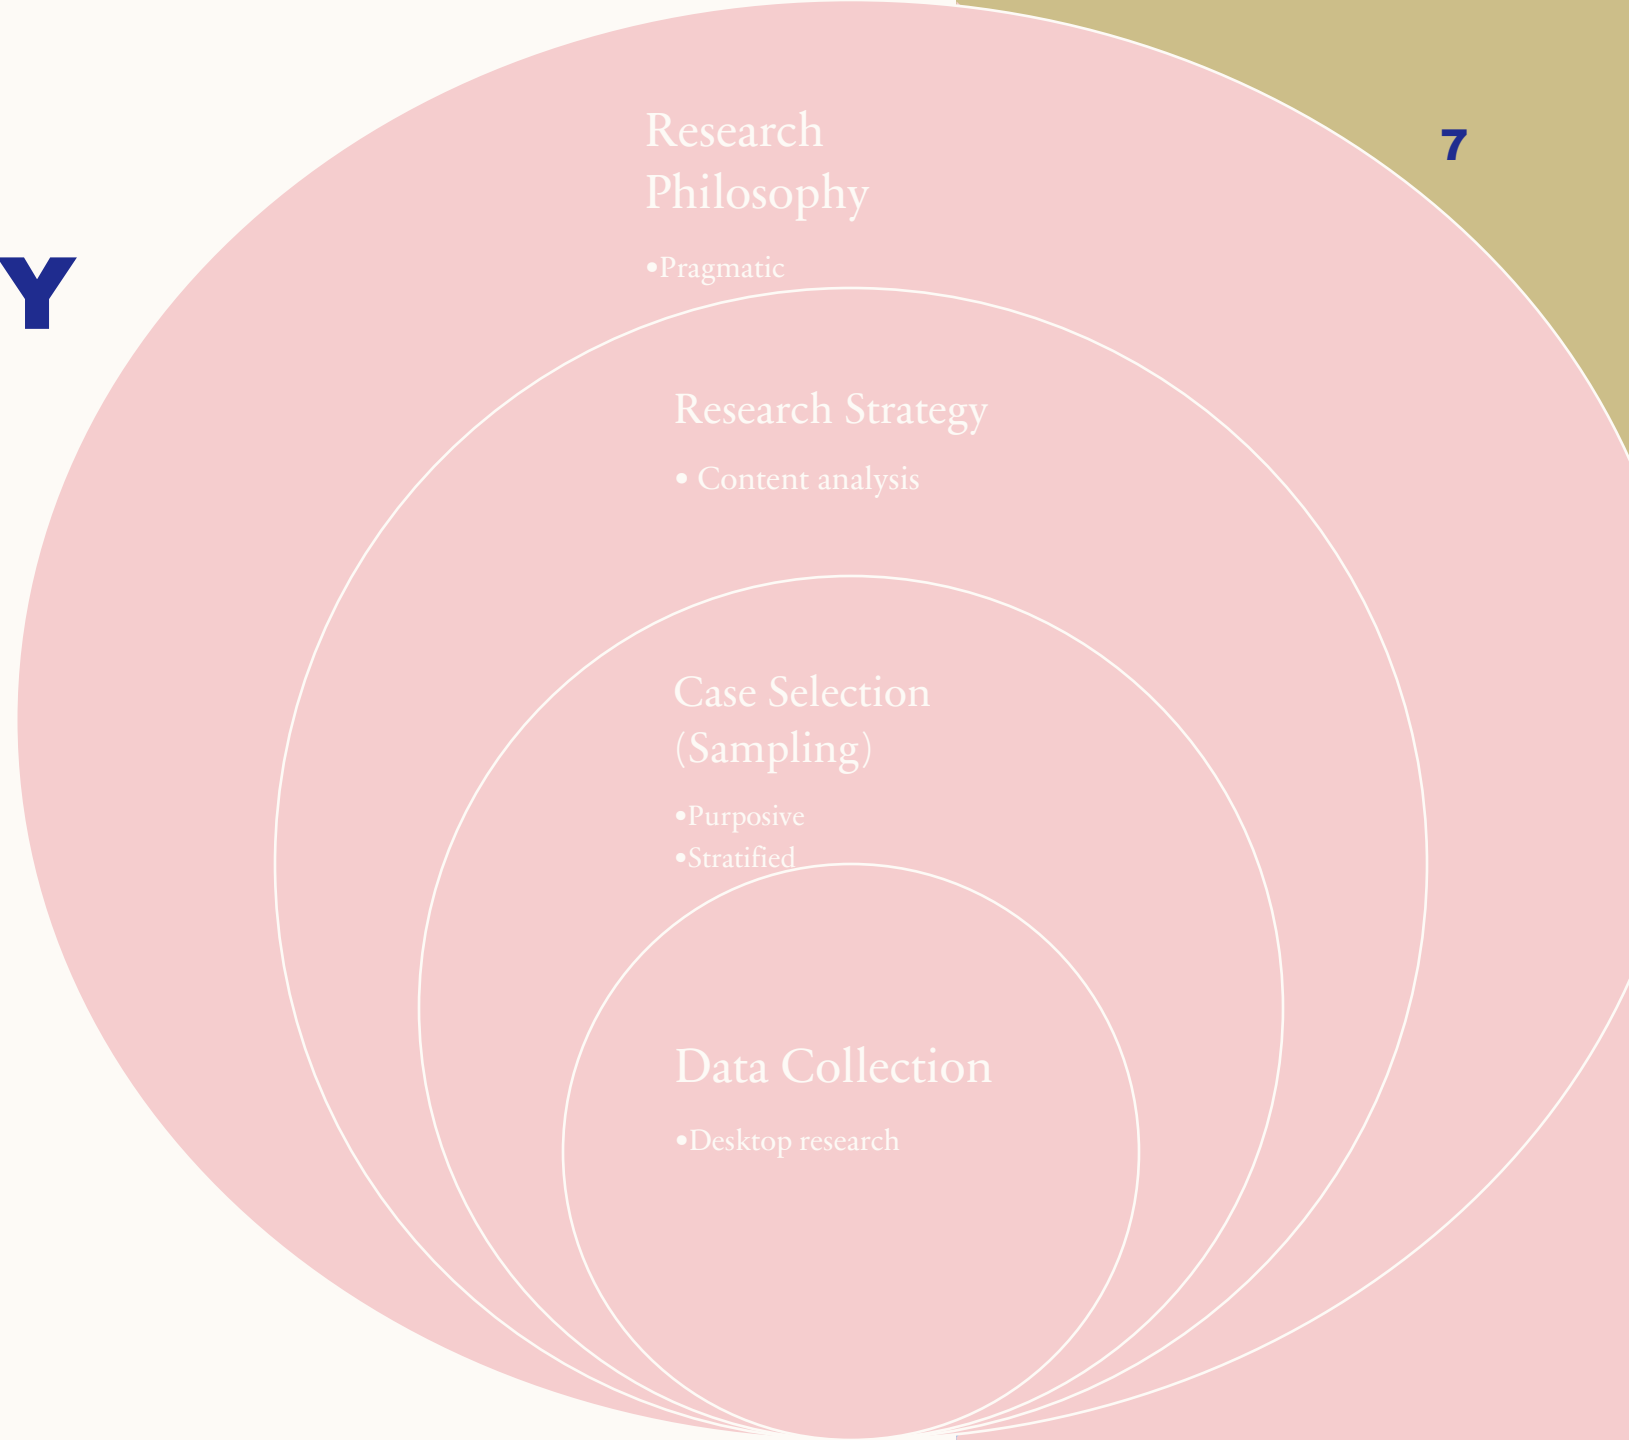 7
Y
Research
Philosophy
•Pragmatic
Research Strategy
• Content analysis
Case Selection
(Sampling)
•Purposive
•Stratified
Data Collection
•Desktop research